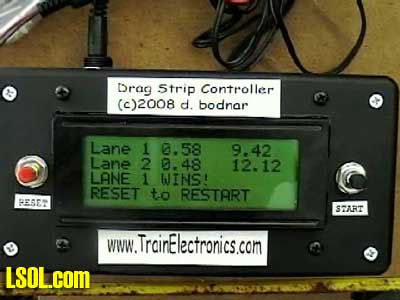 Drag Strip Controller
(c)2008 d. bodnar
Lane 1 0.58 9.42
Lane 2 0.48 12.12
LANE 1 WINS!
RESET to RESTART
RESET
START
www.TrainElectronics.com
LSOL.com